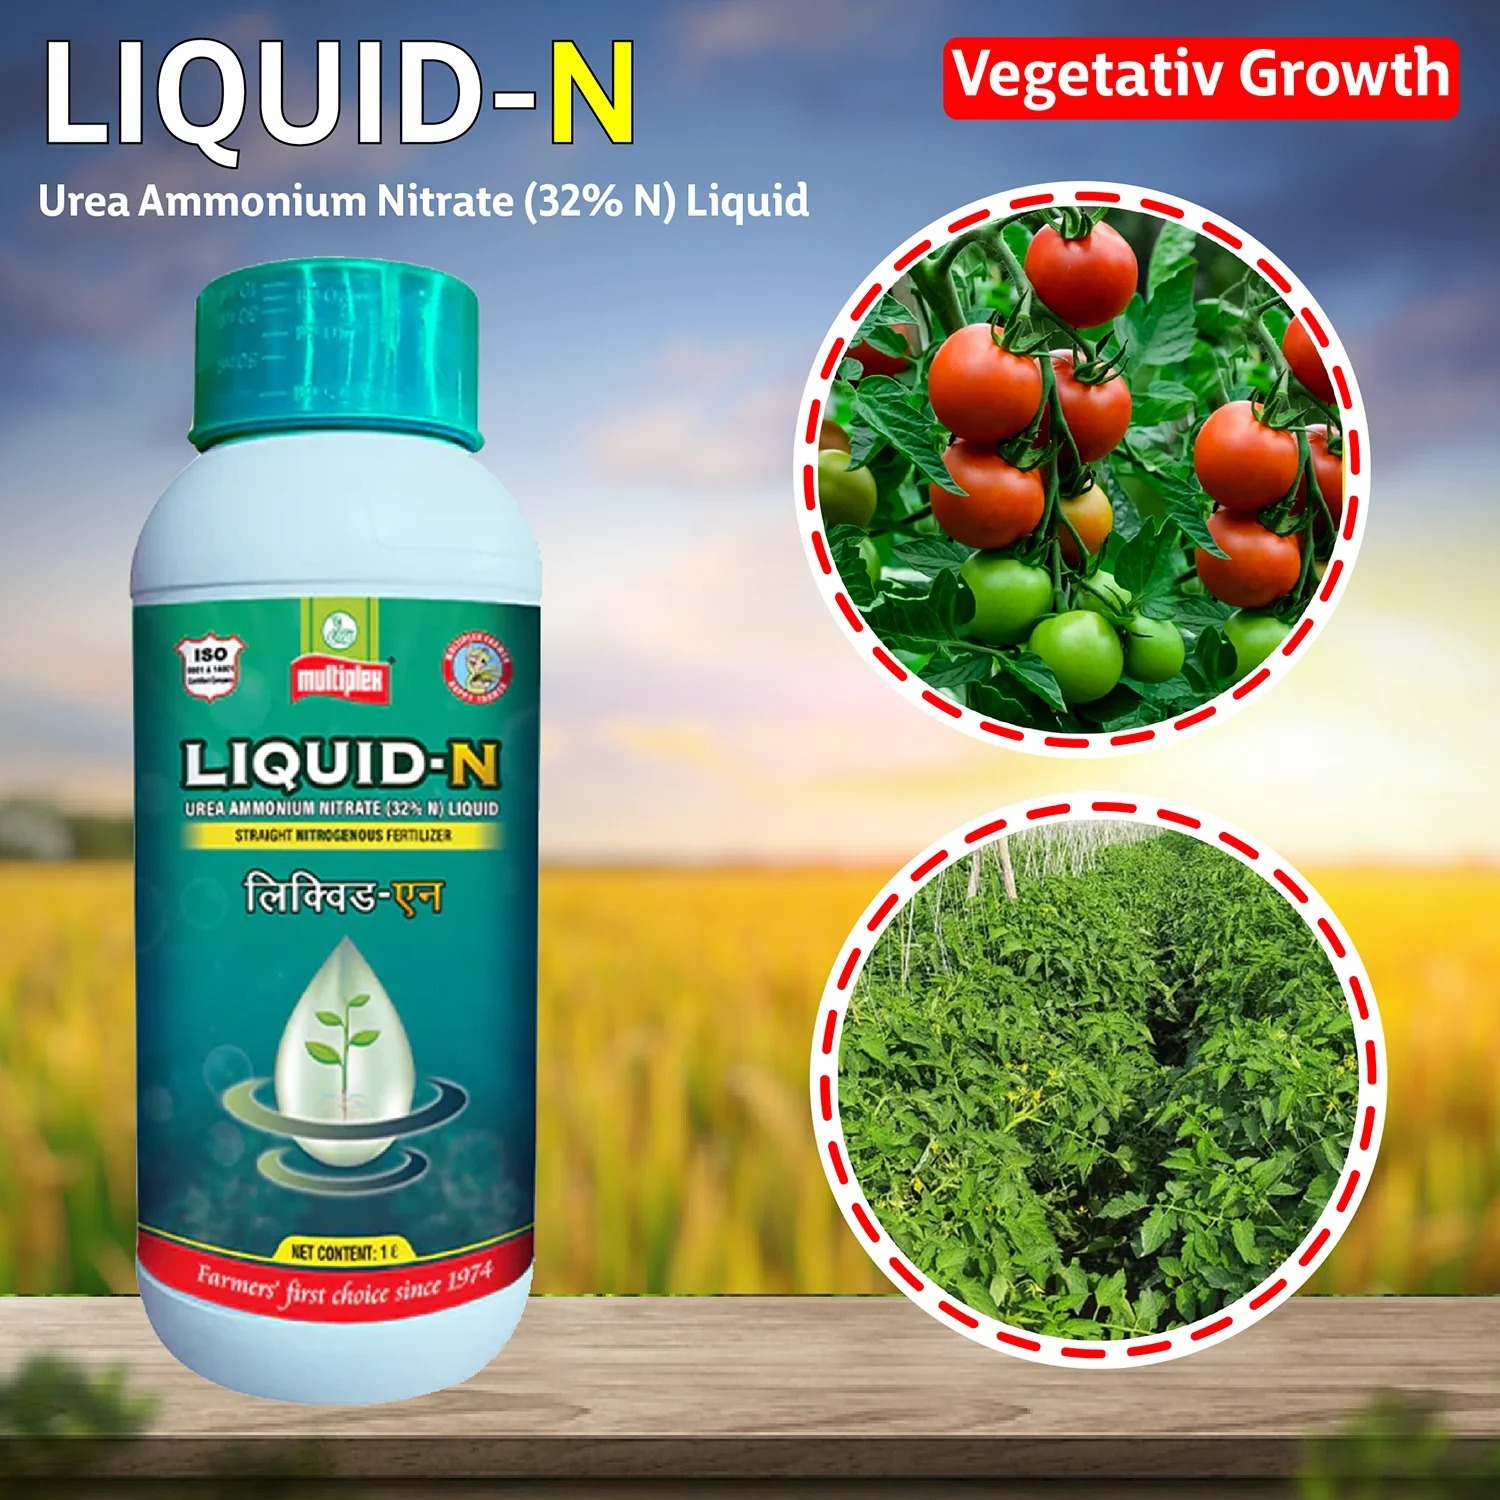 LIQUID-N
Urea Ammonium Nitrate (32% N) Liquid
Vegetativ Growth
ISO
multiplex
LIQUID-N
UREA AMMONIUM NITRATE (32% N) LIQUID
STRAIGHT NITROGENOUS FERTILIZER
लिक्विड-एन
NET CONTENT: 1 ℓ
Farmers' first choice since 1974